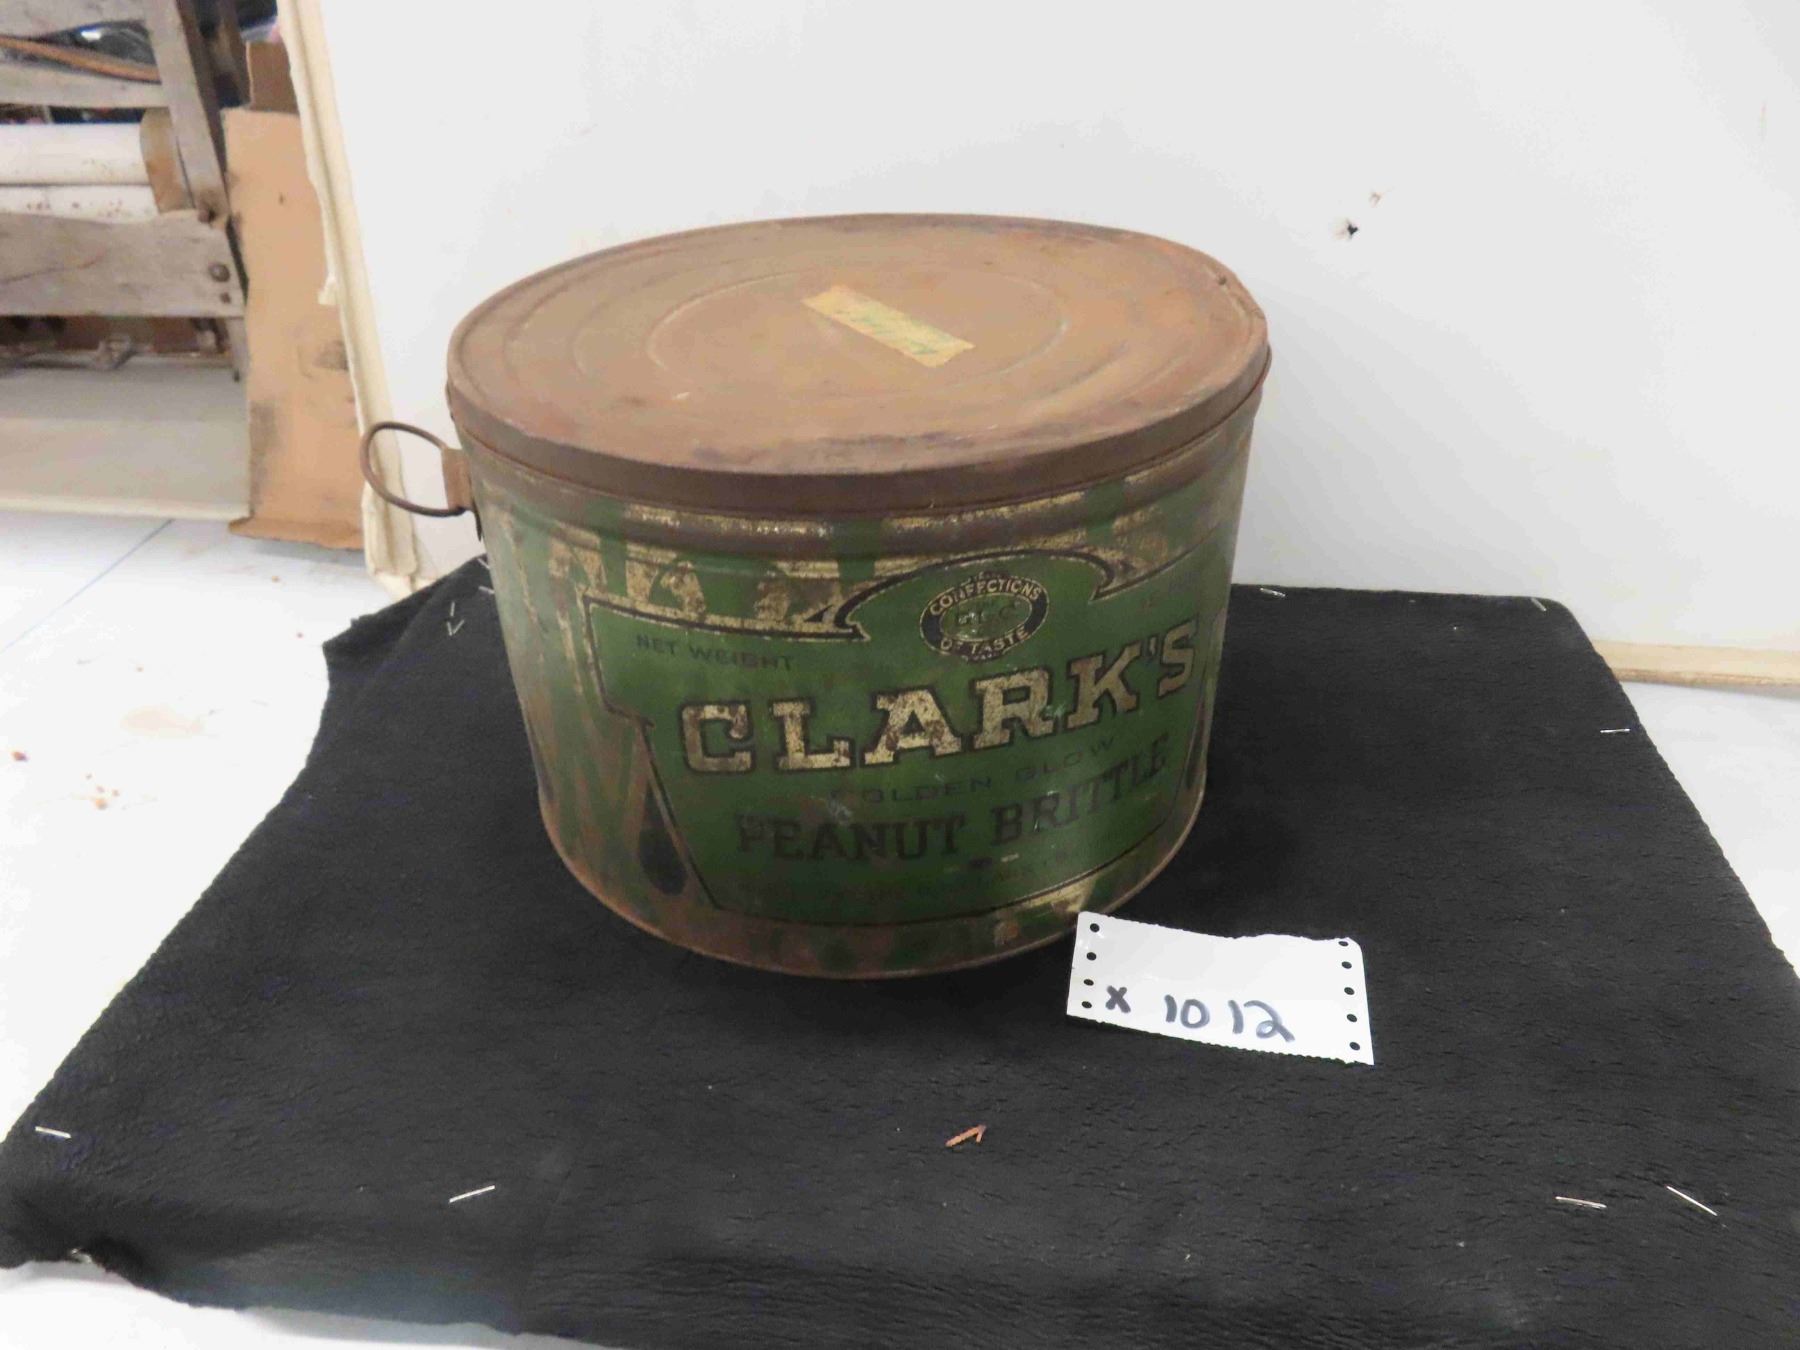 CONFECTIONS
OF TASTE
NET WEIGHT
CLARK'S
GOLDEN GLOW
PEANUT BRITTLE
X 1012